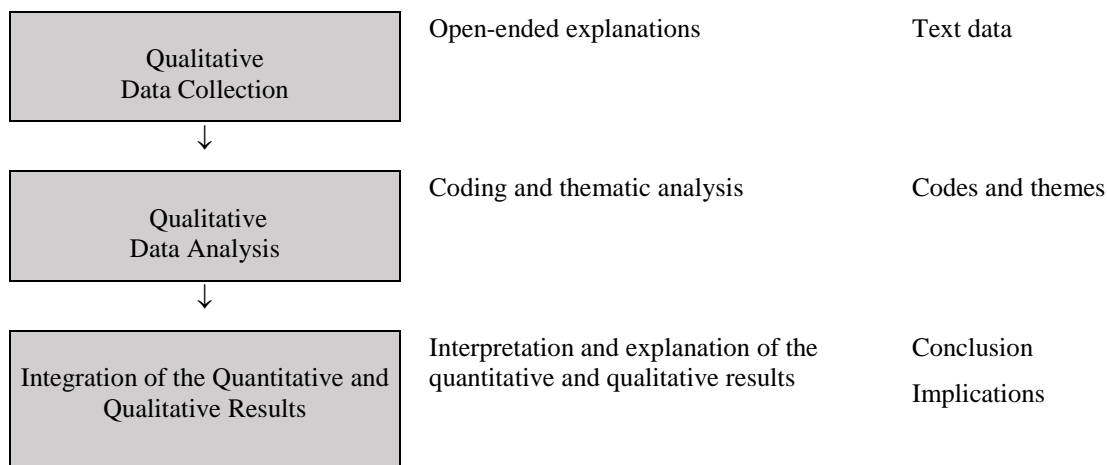 Qualitative
Data Collection
Open-ended explanations
Text data
↓
Qualitative
Data Analysis
Coding and thematic analysis
Codes and themes
↓
Integration of the Quantitative and
Qualitative Results
Interpretation and explanation of the
quantitative and qualitative results
Conclusion
Implications